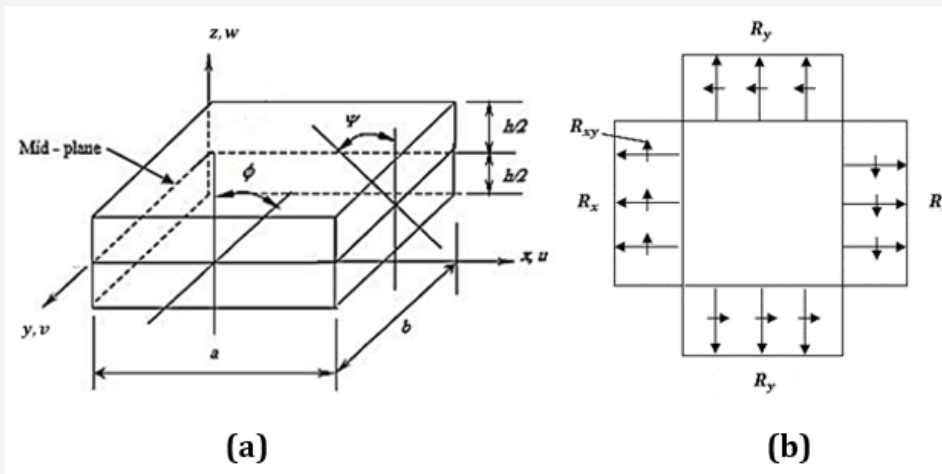 z, w
Mid - plane
ϕ
Ψ
h/2
h/2
x, u
y, v
a
b
(a)
R_y
R_xy
R_x
R
R_y
(b)